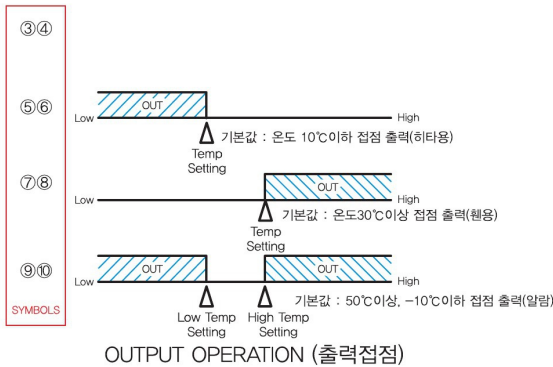 ③④
⑤⑥
OUT
Low
High
기본값 : 온도 10℃이하 접점 출력(히타용)
Temp
Setting
⑦⑧
OUT
Low
High
기본값 : 온도30℃이상 접점 출력(휀용)
Temp
Setting
⑨⑩
OUT
OUT
Low
High
기본값 : 50℃이상, -10℃이하 접점 출력(알람)
SYMBOLS
Low Temp
Setting
High Temp
Setting
OUTPUT OPERATION (출력접점)